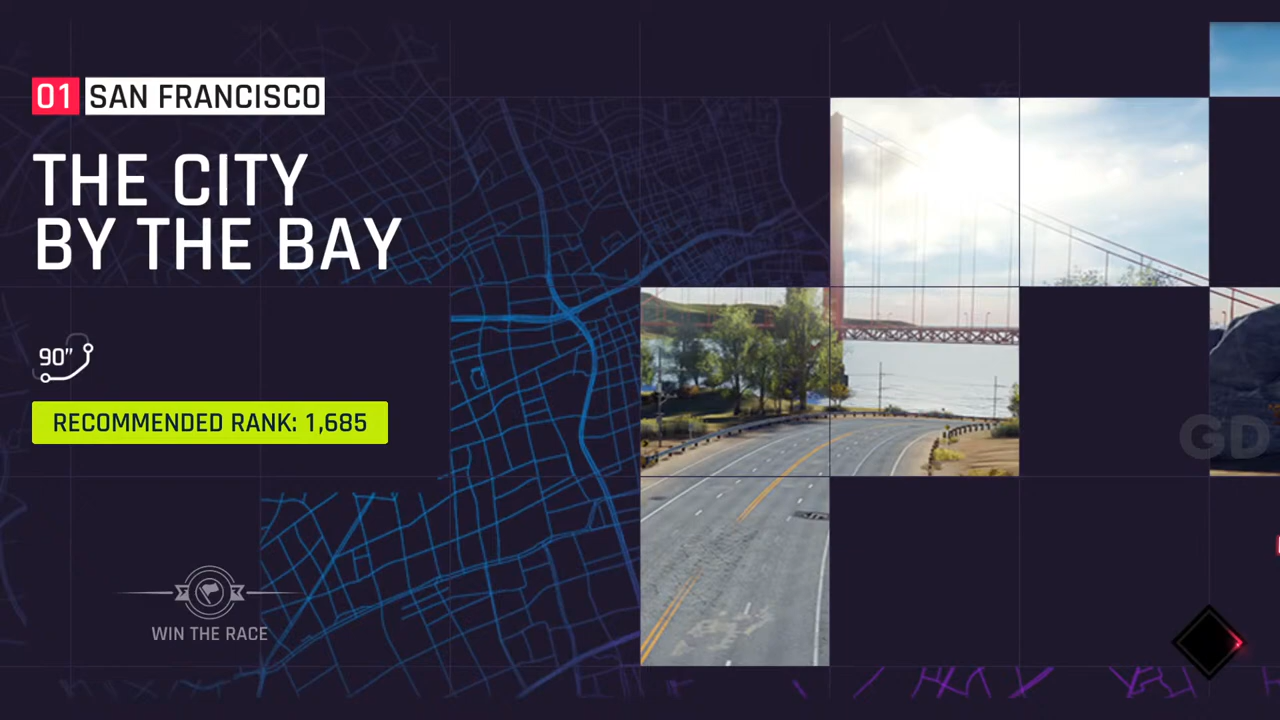 01 SAN FRANCISCO
THE CITY
BY THE BAY
90”
RECOMMENDED RANK: 1,685
WIN THE RACE
GD